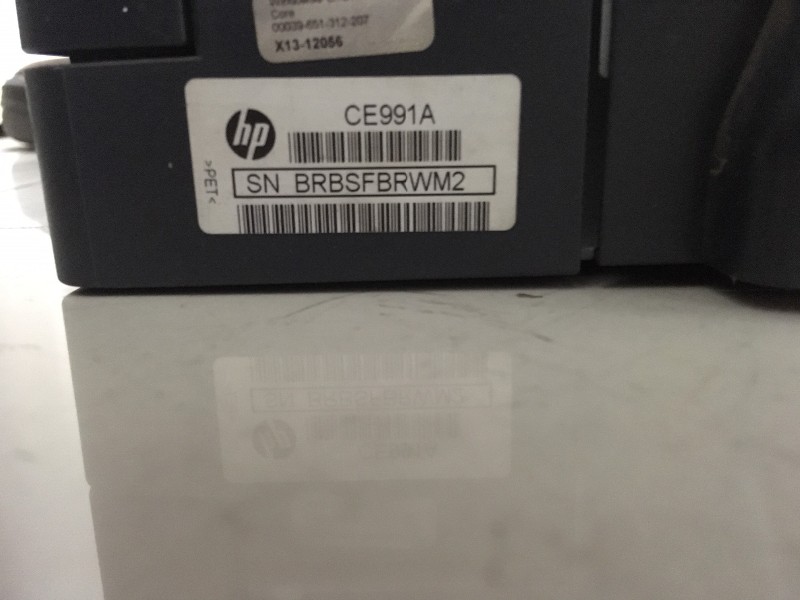 Core
00039-651-312-207
X13-12056
hp
CE991A
SN BRBSFBRWM2
>PET<